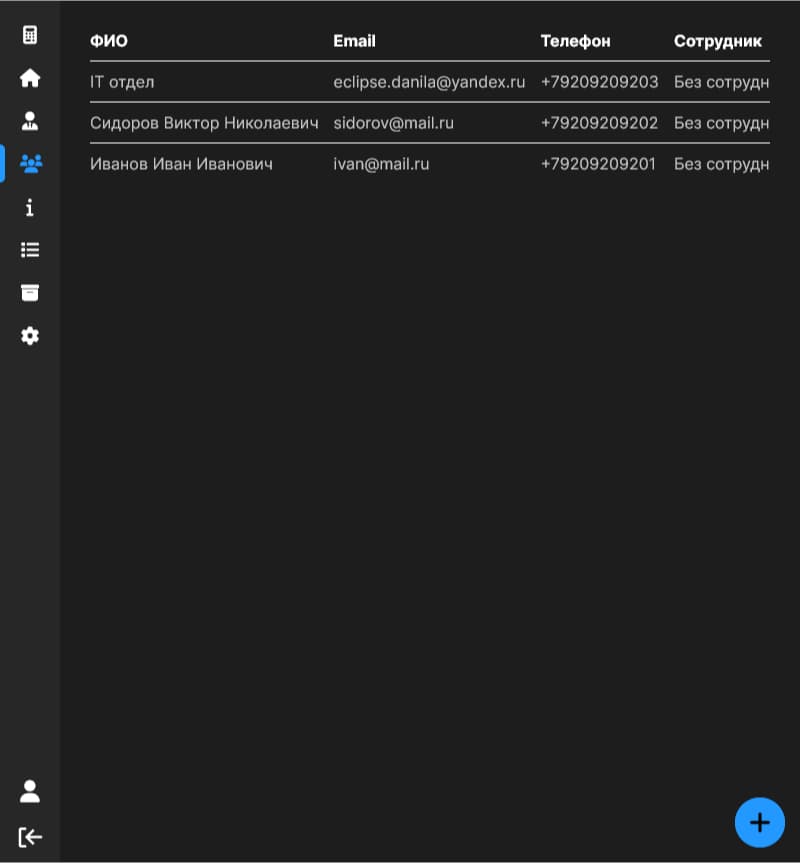 ФИО Email Телефон Сотрудник
IT отдел eclipse.danila@yandex.ru +79209209203 Без сотрудн
Сидоров Виктор Николаевич sidorov@mail.ru +79209209202 Без сотрудн
Иванов Иван Иванович ivan@mail.ru +79209209201 Без сотрудн